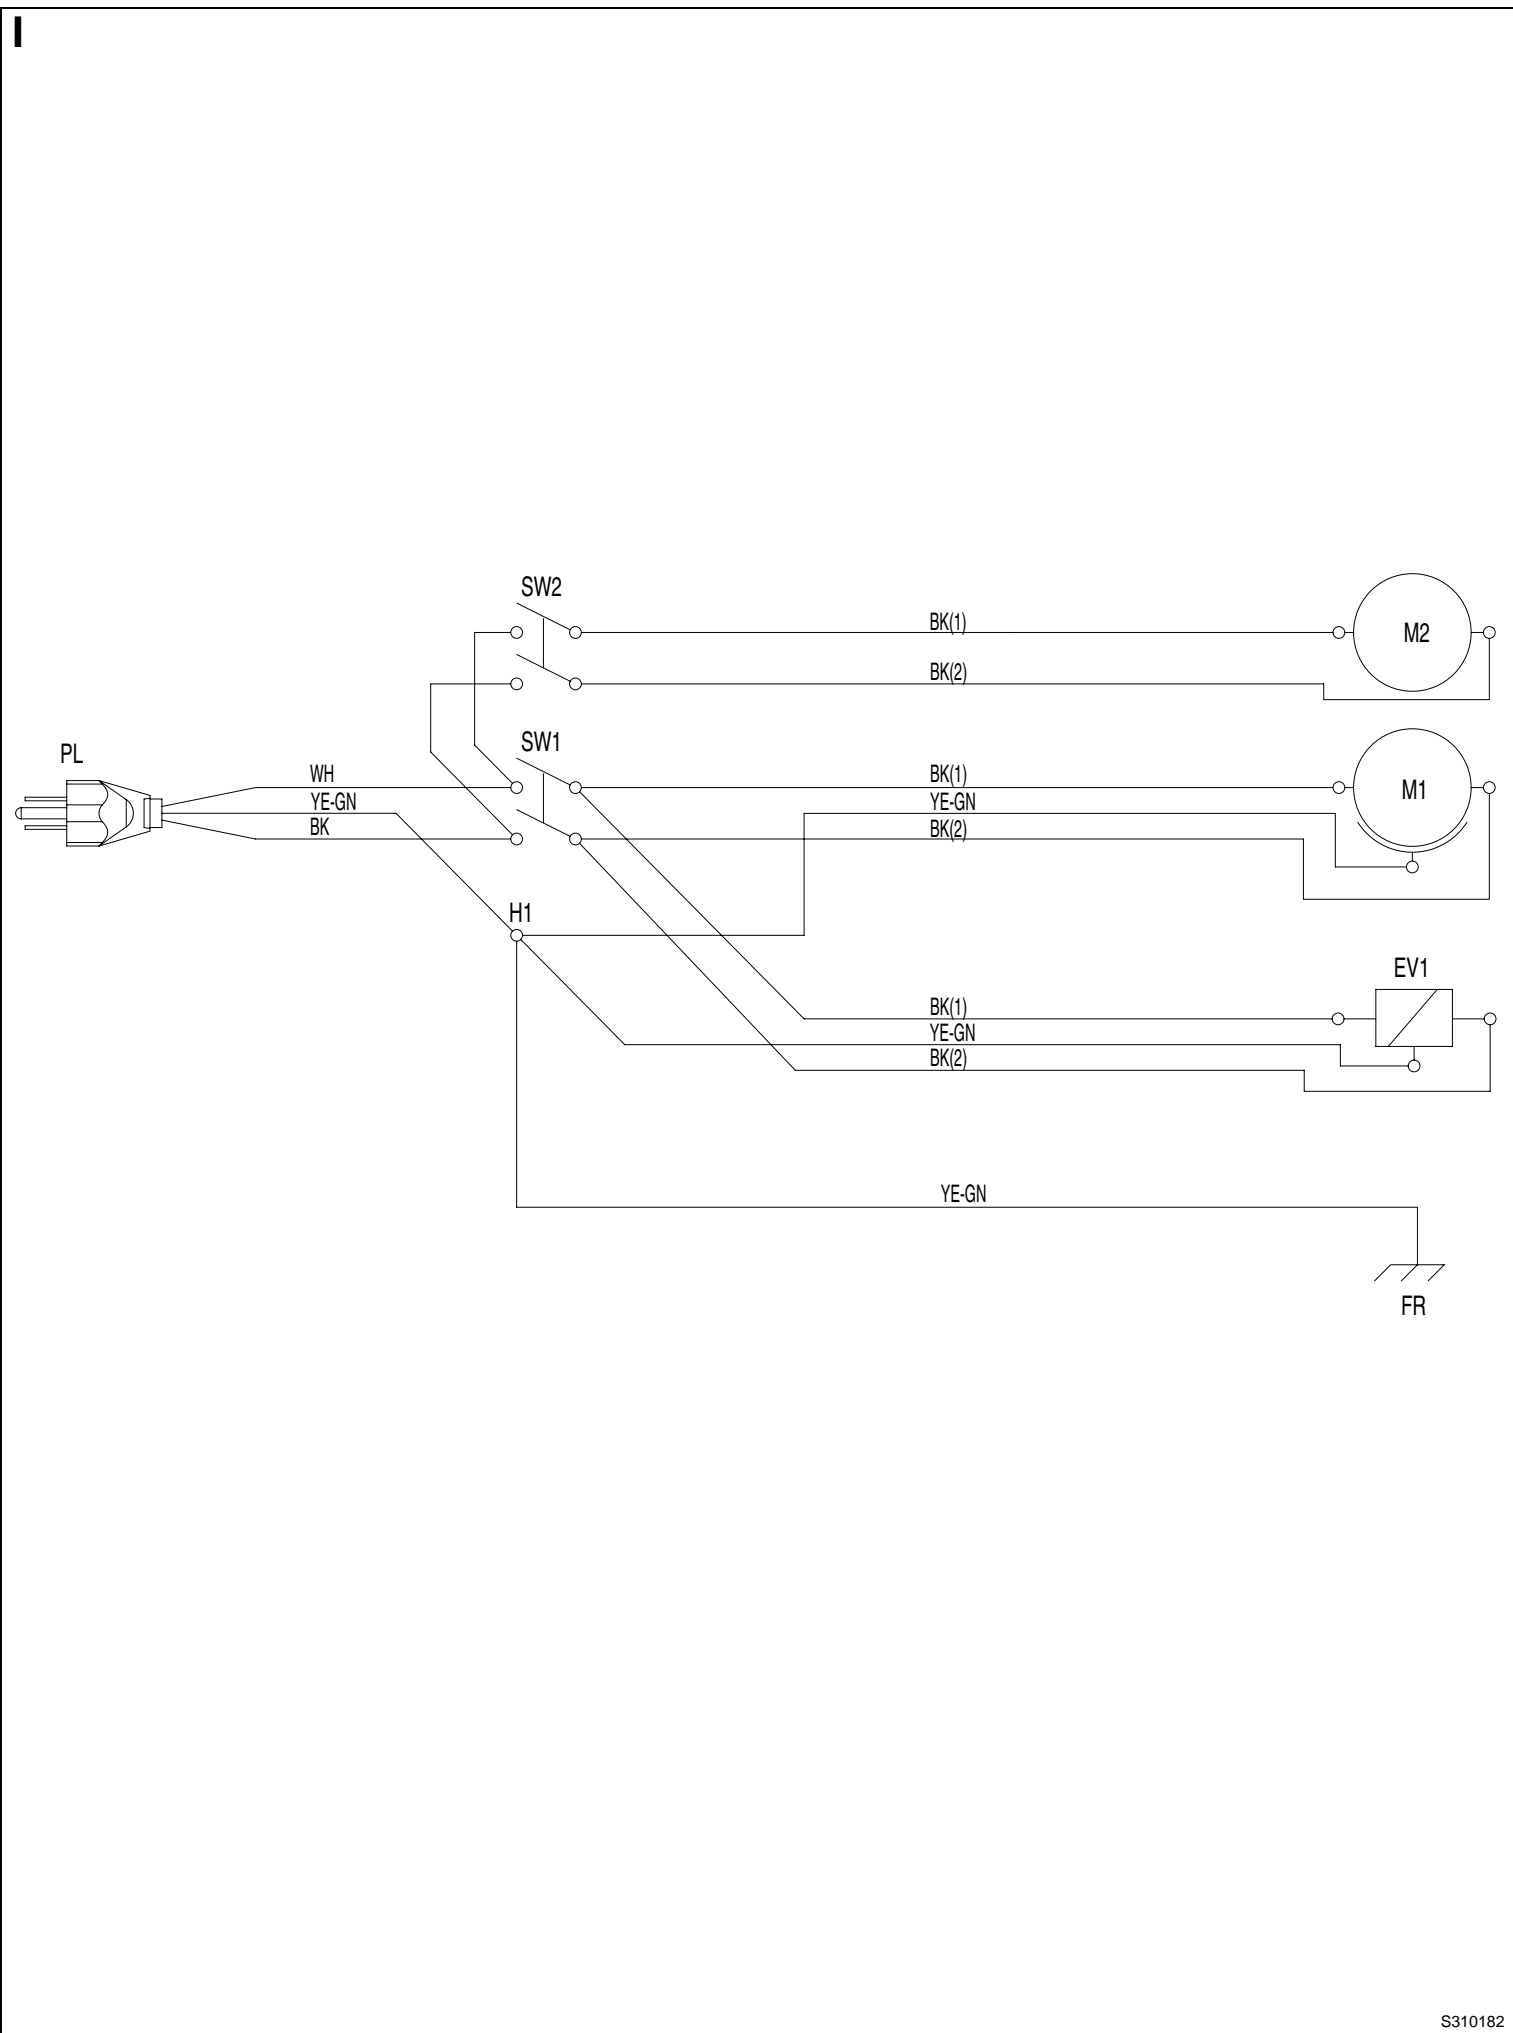 I
SW2
BK(1)
M2
BK(2)
SW1
PL
WH
BK(1)
M1
YE-GN
YE-GN
BK
BK(2)
H1
EV1
BK(1)
YE-GN
BK(2)
YE-GN
FR
S310182